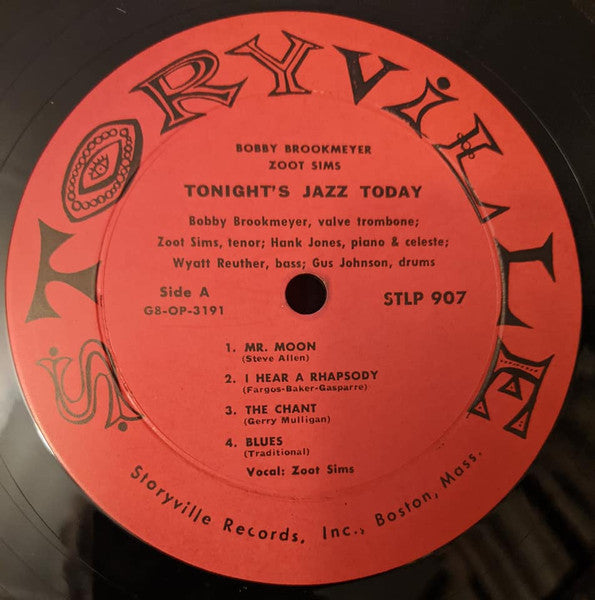 STORYViLLE
BOBBY BROOKMEYER
ZOOT SIMS
TONIGHT'S JAZZ TODAY
Bobby Brookmeyer, valve trombone;
Zoot Sims, tenor; Hank Jones, piano & celeste;
Wyatt Reuther, bass; Gus Johnson, drums
Side A
G8-OP-3191
STLP 907
1. MR. MOON
(Steve Allen)
2. I HEAR A RHAPSODY
(Fargos-Baker-Gasparre)
3. THE CHANT
(Gerry Mulligan)
4. BLUES
(Traditional)
Vocal: Zoot Sims
Storyville Records, Inc., Boston, Mass.